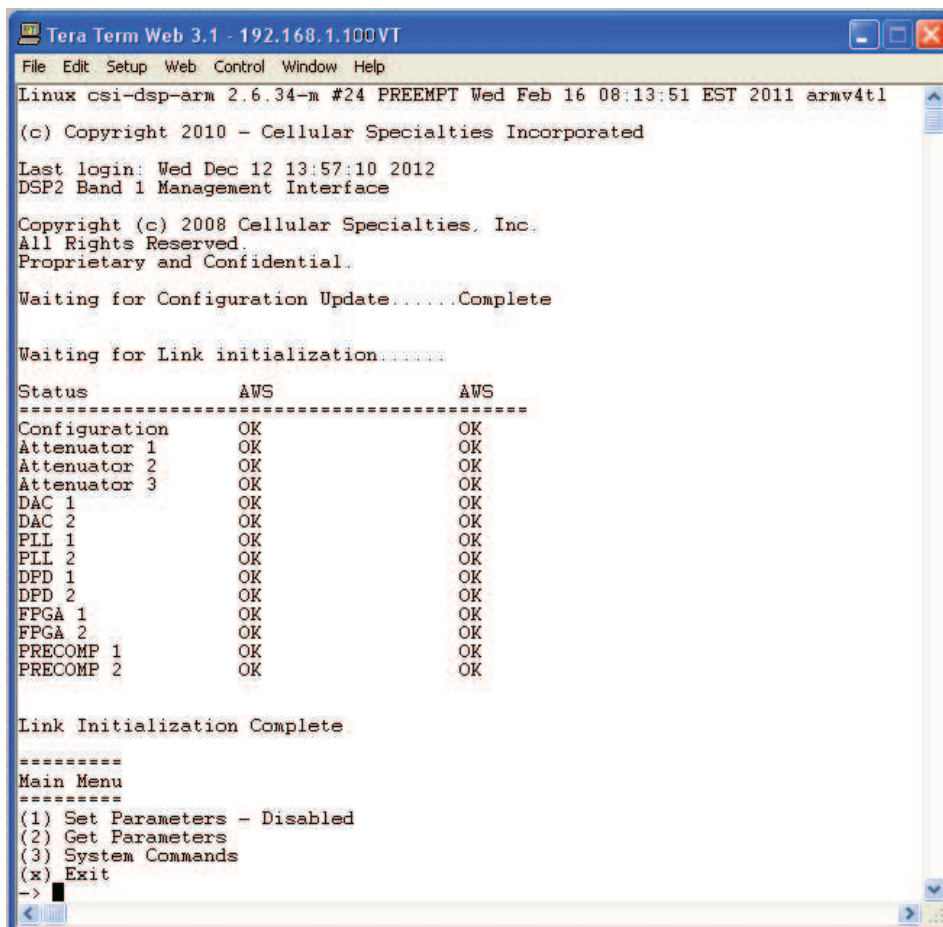 Tera Term Web 3.1 - 192.168.1.100 VT
File Edit Setup Web Control Window Help
Linux csi-dsp-arm 2.6.34-m #24 PREEMPT Wed Feb 16 08:13:51 EST 2011 armv4tl
(c) Copyright 2010 - Cellular Specialties Incorporated
Last login: Wed Dec 12 13:57:10 2012
DSP2 Band 1 Management Interface
Copyright (c) 2008 Cellular Specialties, Inc.
All Rights Reserved.
Proprietary and Confidential.
Waiting for Configuration Update......Complete
Waiting for Link initialization......
Status AWS AWS
==============================================
Configuration OK OK
Attenuator 1 OK OK
Attenuator 2 OK OK
Attenuator 3 OK OK
DAC 1 OK OK
DAC 2 OK OK
PLL 1 OK OK
PLL 2 OK OK
DPD 1 OK OK
DPD 2 OK OK
FPGA 1 OK OK
FPGA 2 OK OK
PRECOMP 1 OK OK
PRECOMP 2 OK OK
Link Initialization Complete
=========
Main Menu
=========
(1) Set Parameters - Disabled
(2) Get Parameters
(3) System Commands
(x) Exit
->